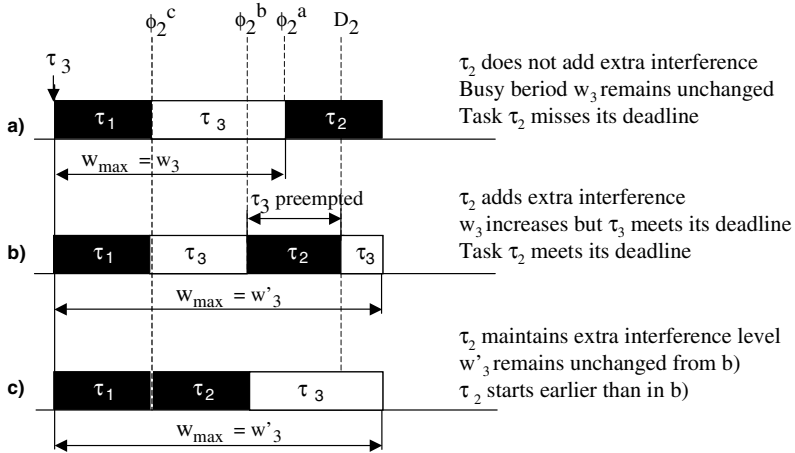 ϕ₂ᶜ ϕ₂ᵇ ϕ₂ᵃ D₂
τ₃
a)
τ₁ τ₃ τ₂
w_max = w₃
τ₂ does not add extra interference
Busy beriod w₃ remains unchanged
Task τ₂ misses its deadline
τ₃ preempted
b)
τ₁ τ₃ τ₂ τ₃
w_max = w'₃
τ₂ adds extra interference
w₃ increases but τ₃ meets its deadline
Task τ₂ meets its deadline
c)
τ₁ τ₂ τ₃
w_max = w'₃
τ₂ maintains extra interference level
w'₃ remains unchanged from b)
τ₂ starts earlier than in b)